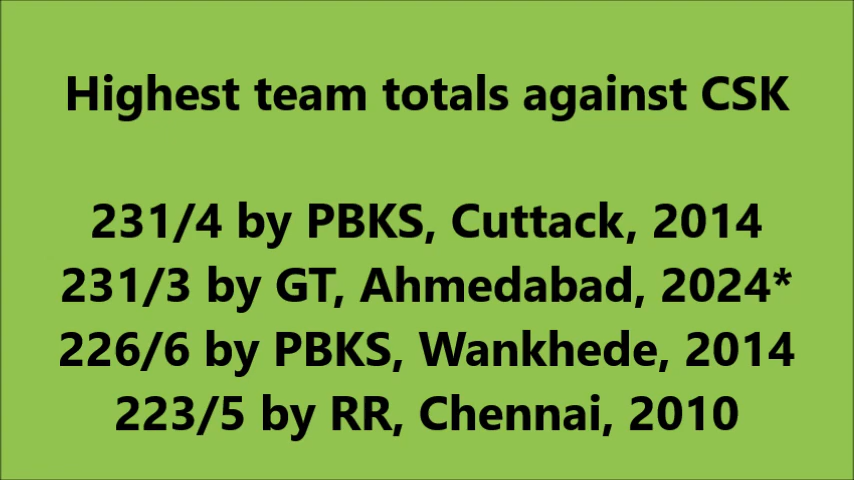 Highest team totals against CSK
231/4 by PBKS, Cuttack, 2014
231/3 by GT, Ahmedabad, 2024*
226/6 by PBKS, Wankhede, 2014
223/5 by RR, Chennai, 2010